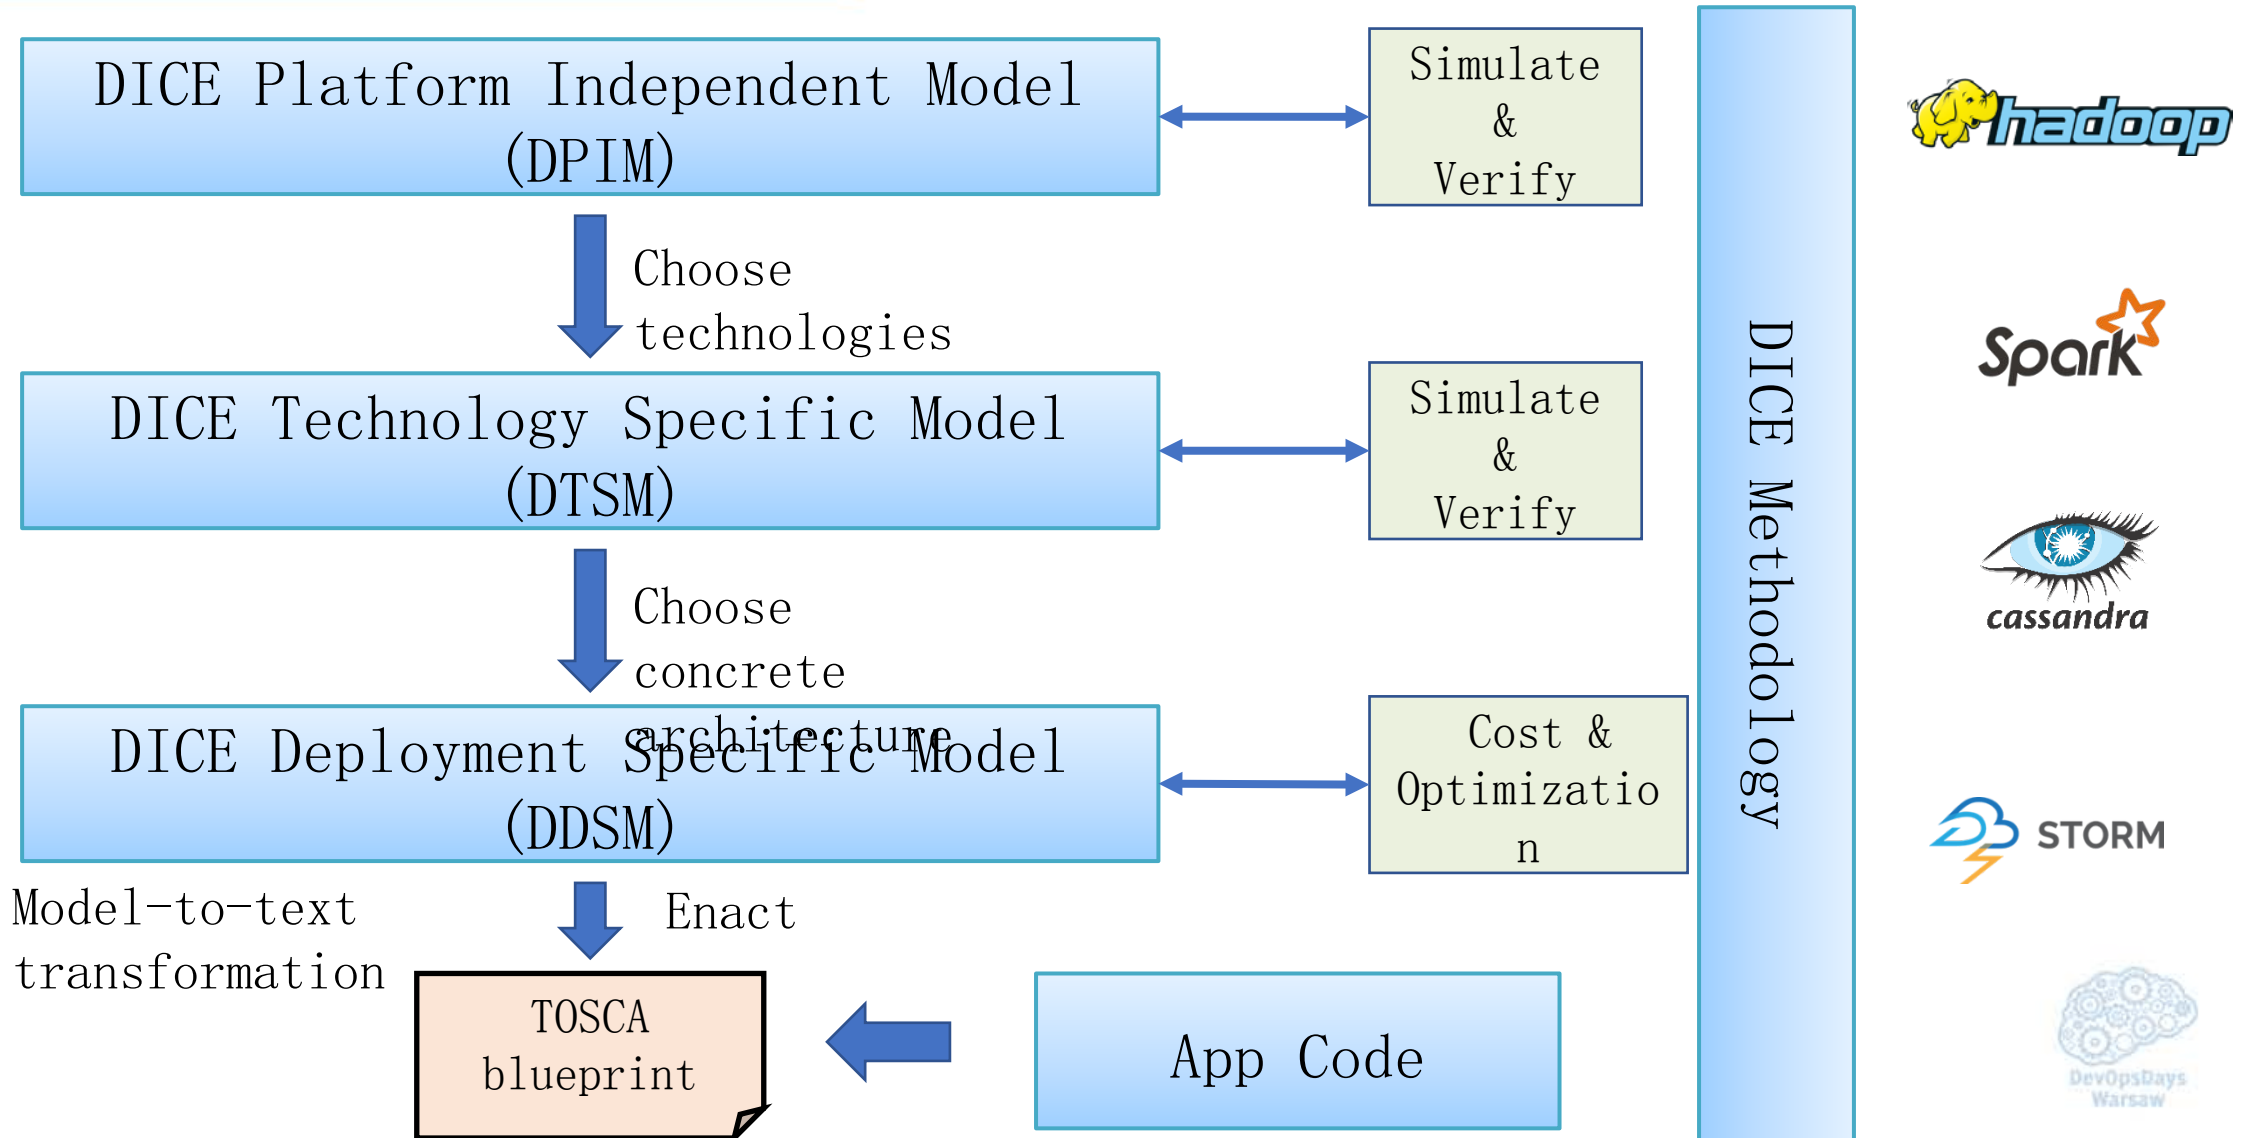 DICE Platform Independent Model
(DPIM)
Simulate
&
Verify
hadoop
Choose
technologies
Spark
DICE Technology Specific Model
(DTSM)
Simulate
&
Verify
DICE Methodology
cassandra
Choose
concrete
architecture
DICE Deployment Specific Model
(DDSM)
Cost &
Optimizatio
n
STORM
Model-to-text
transformation
Enact
TOSCA
blueprint
App Code
DevOpsDays
Warsaw